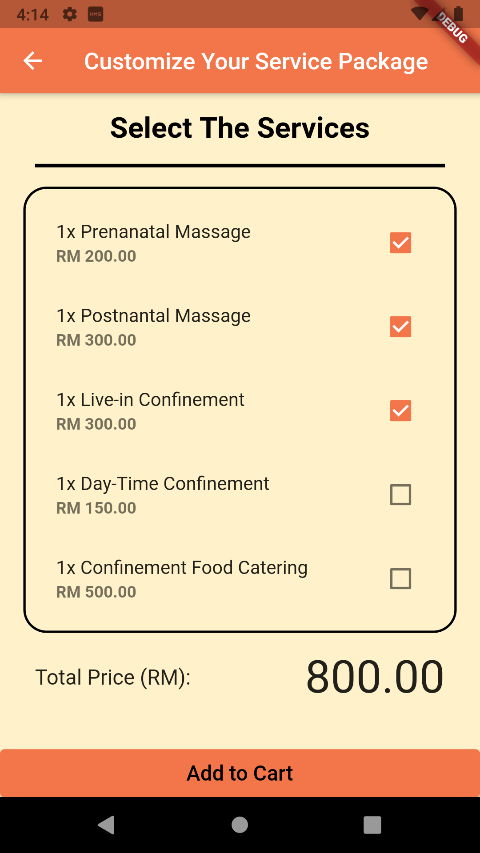 4:14
DEBUG
Customize Your Service Package
Select The Services
1x Prenanatal Massage
RM 200.00
1x Postnantal Massage
RM 300.00
1x Live-in Confinement
RM 300.00
1x Day-Time Confinement
RM 150.00
1x Confinement Food Catering
RM 500.00
Total Price (RM): 800.00
Add to Cart